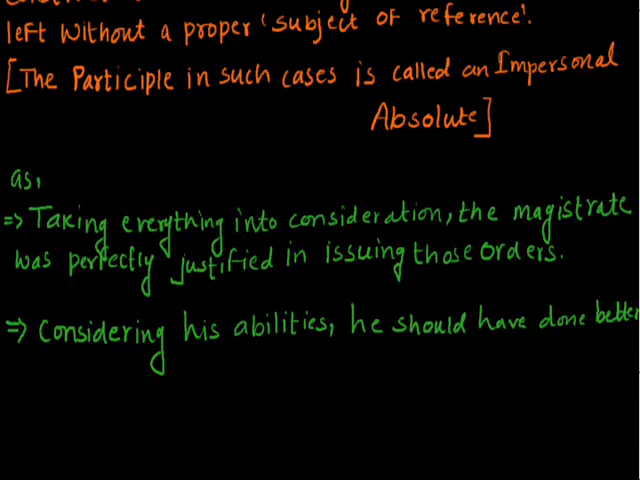 left without a proper 'subject of reference'.
[The Participle in such cases is called an Impersonal
Absolute]
as,
=> Taking everything into consideration, the magistrate
was perfectly justified in issuing those orders.
=> Considering his abilities, he should have done better